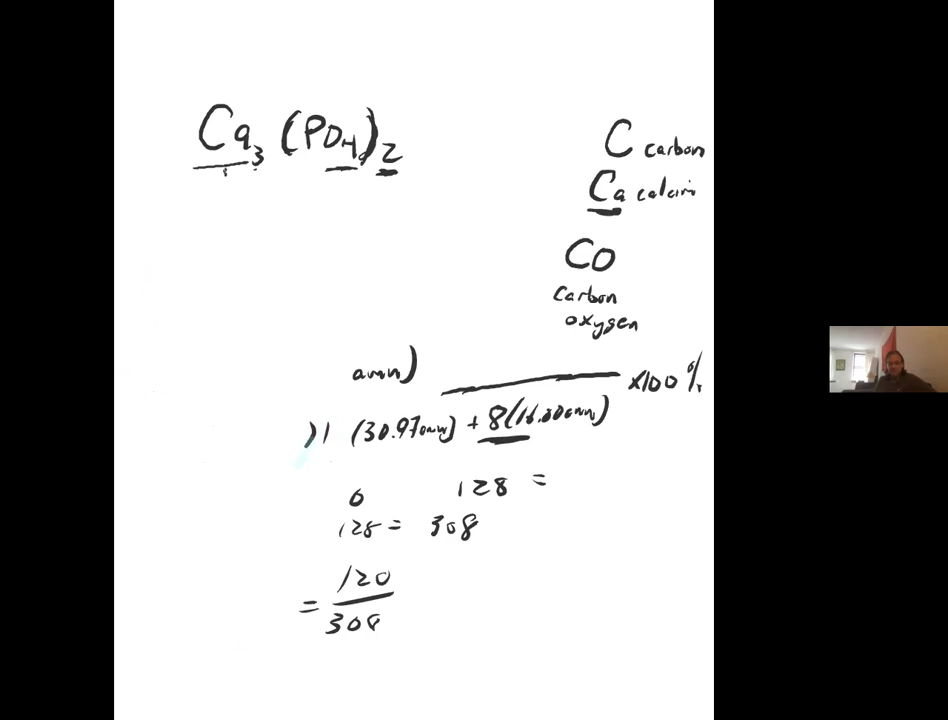 Ca3 (PO4)2
C carbon
Ca
CO
carbon
oxygen
amu)
x100%
(30.97amu) + 8(16.00amu)
0 128 =
128 = 308
= 120
308